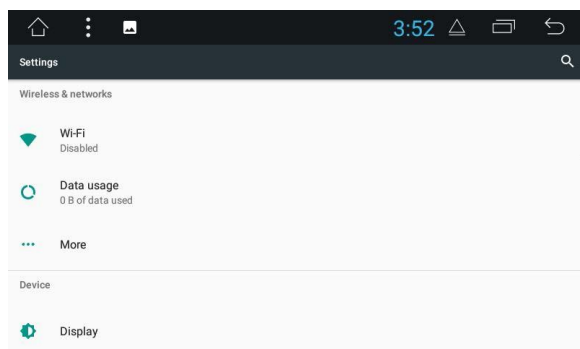 3:52
Settings
Wireless & networks
Wi-Fi
Disabled
Data usage
0 B of data used
More
Device
Display